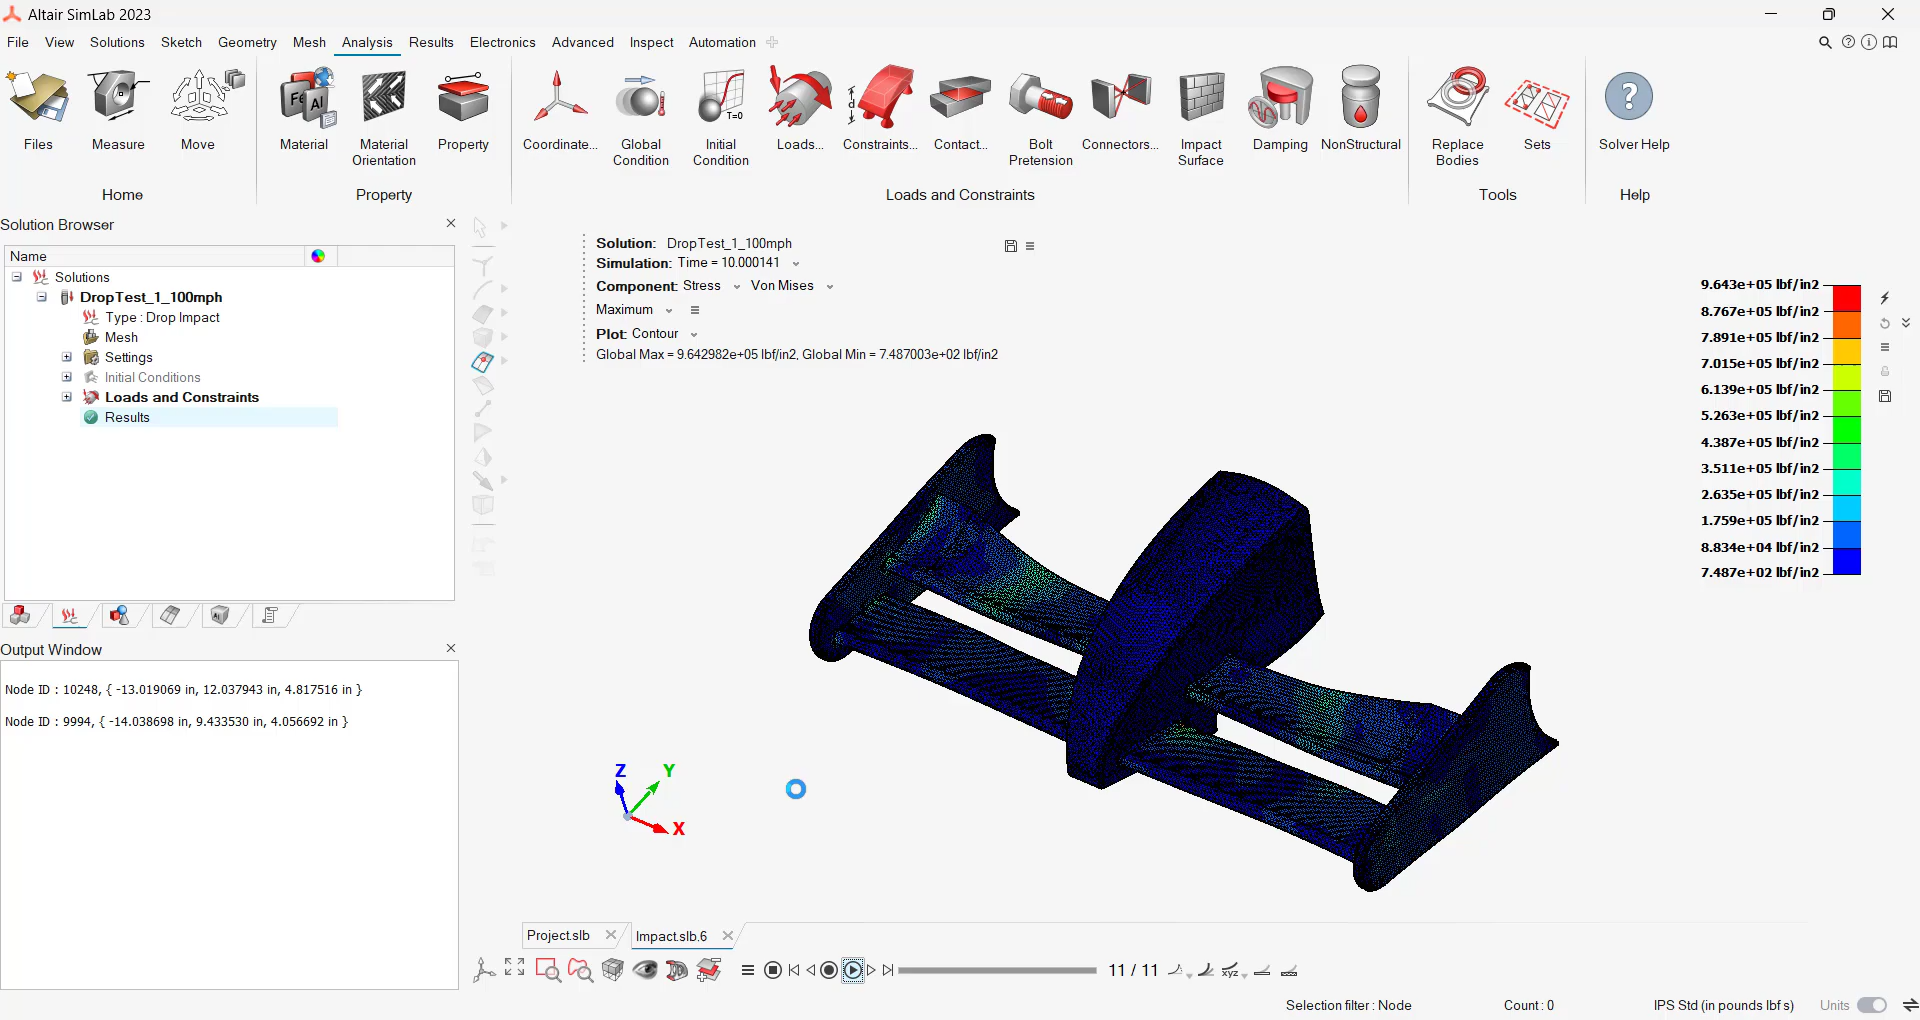 Altair SimLab 2023
File View Solutions Sketch Geometry Mesh Analysis Results Electronics Advanced Inspect Automation
Files Measure Move Material Material Orientation Property Coordinate... Global Condition Initial Condition Loads... Constraints... Contact... Bolt Pretension Connectors... Impact Surface Damping NonStructural Replace Bodies Sets Solver Help
Home Property Loads and Constraints Tools Help
Solution Browser
Name
Solutions
DropTest_1_100mph
Type : Drop Impact
Mesh
Settings
Initial Conditions
Loads and Constraints
Results
Output Window
Node ID : 10248, { -13.019069 in, 12.037943 in, 4.817516 in }
Node ID : 9994, { -14.038698 in, 9.433530 in, 4.056692 in }
Solution: DropTest_1_100mph
Simulation: Time = 10.000141
Component: Stress Von Mises
Maximum
Plot: Contour
Global Max = 9.642982e+05 lbf/in2, Global Min = 7.487003e+02 lbf/in2
9.643e+05 lbf/in2
8.767e+05 lbf/in2
7.891e+05 lbf/in2
7.015e+05 lbf/in2
6.139e+05 lbf/in2
5.263e+05 lbf/in2
4.387e+05 lbf/in2
3.511e+05 lbf/in2
2.635e+05 lbf/in2
1.759e+05 lbf/in2
8.834e+04 lbf/in2
7.487e+02 lbf/in2
Z Y
X
Project.slb Impact.slb.6
11 / 11 xyz
Selection filter : Node Count : 0 IPS Std (in pounds lbf s) Units